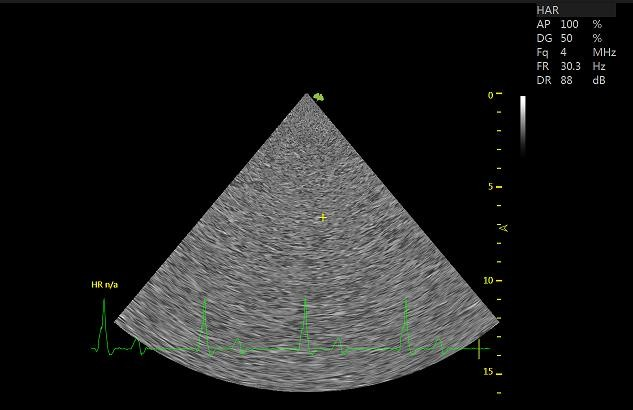 HAR
AP 100 %
DG 50 %
Fq 4 MHz
FR 30.3 Hz
DR 88 dB
0
5
10
15
HR n/a